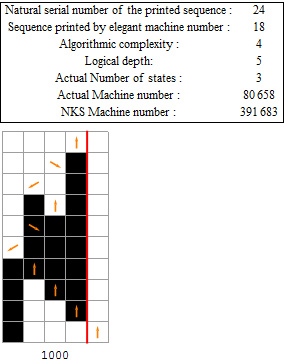 Natural serial number of the printed sequence : 24
Sequence printed by elegant machine number : 18
Algorithmic complexity : 4
Logical depth: 5
Actual Number of states : 3
Actual Machine number : 80 658
NKS Machine number : 391 683
1000